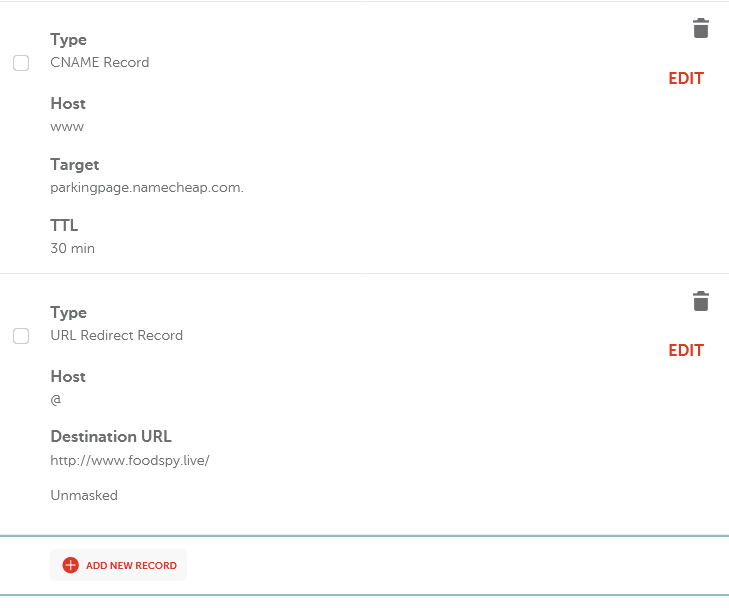 Type
CNAME Record
EDIT
Host
www
Target
parkingpage.namecheap.com.
TTL
30 min
Type
URL Redirect Record
EDIT
Host
@
Destination URL
http://www.foodspy.live/
Unmasked
ADD NEW RECORD